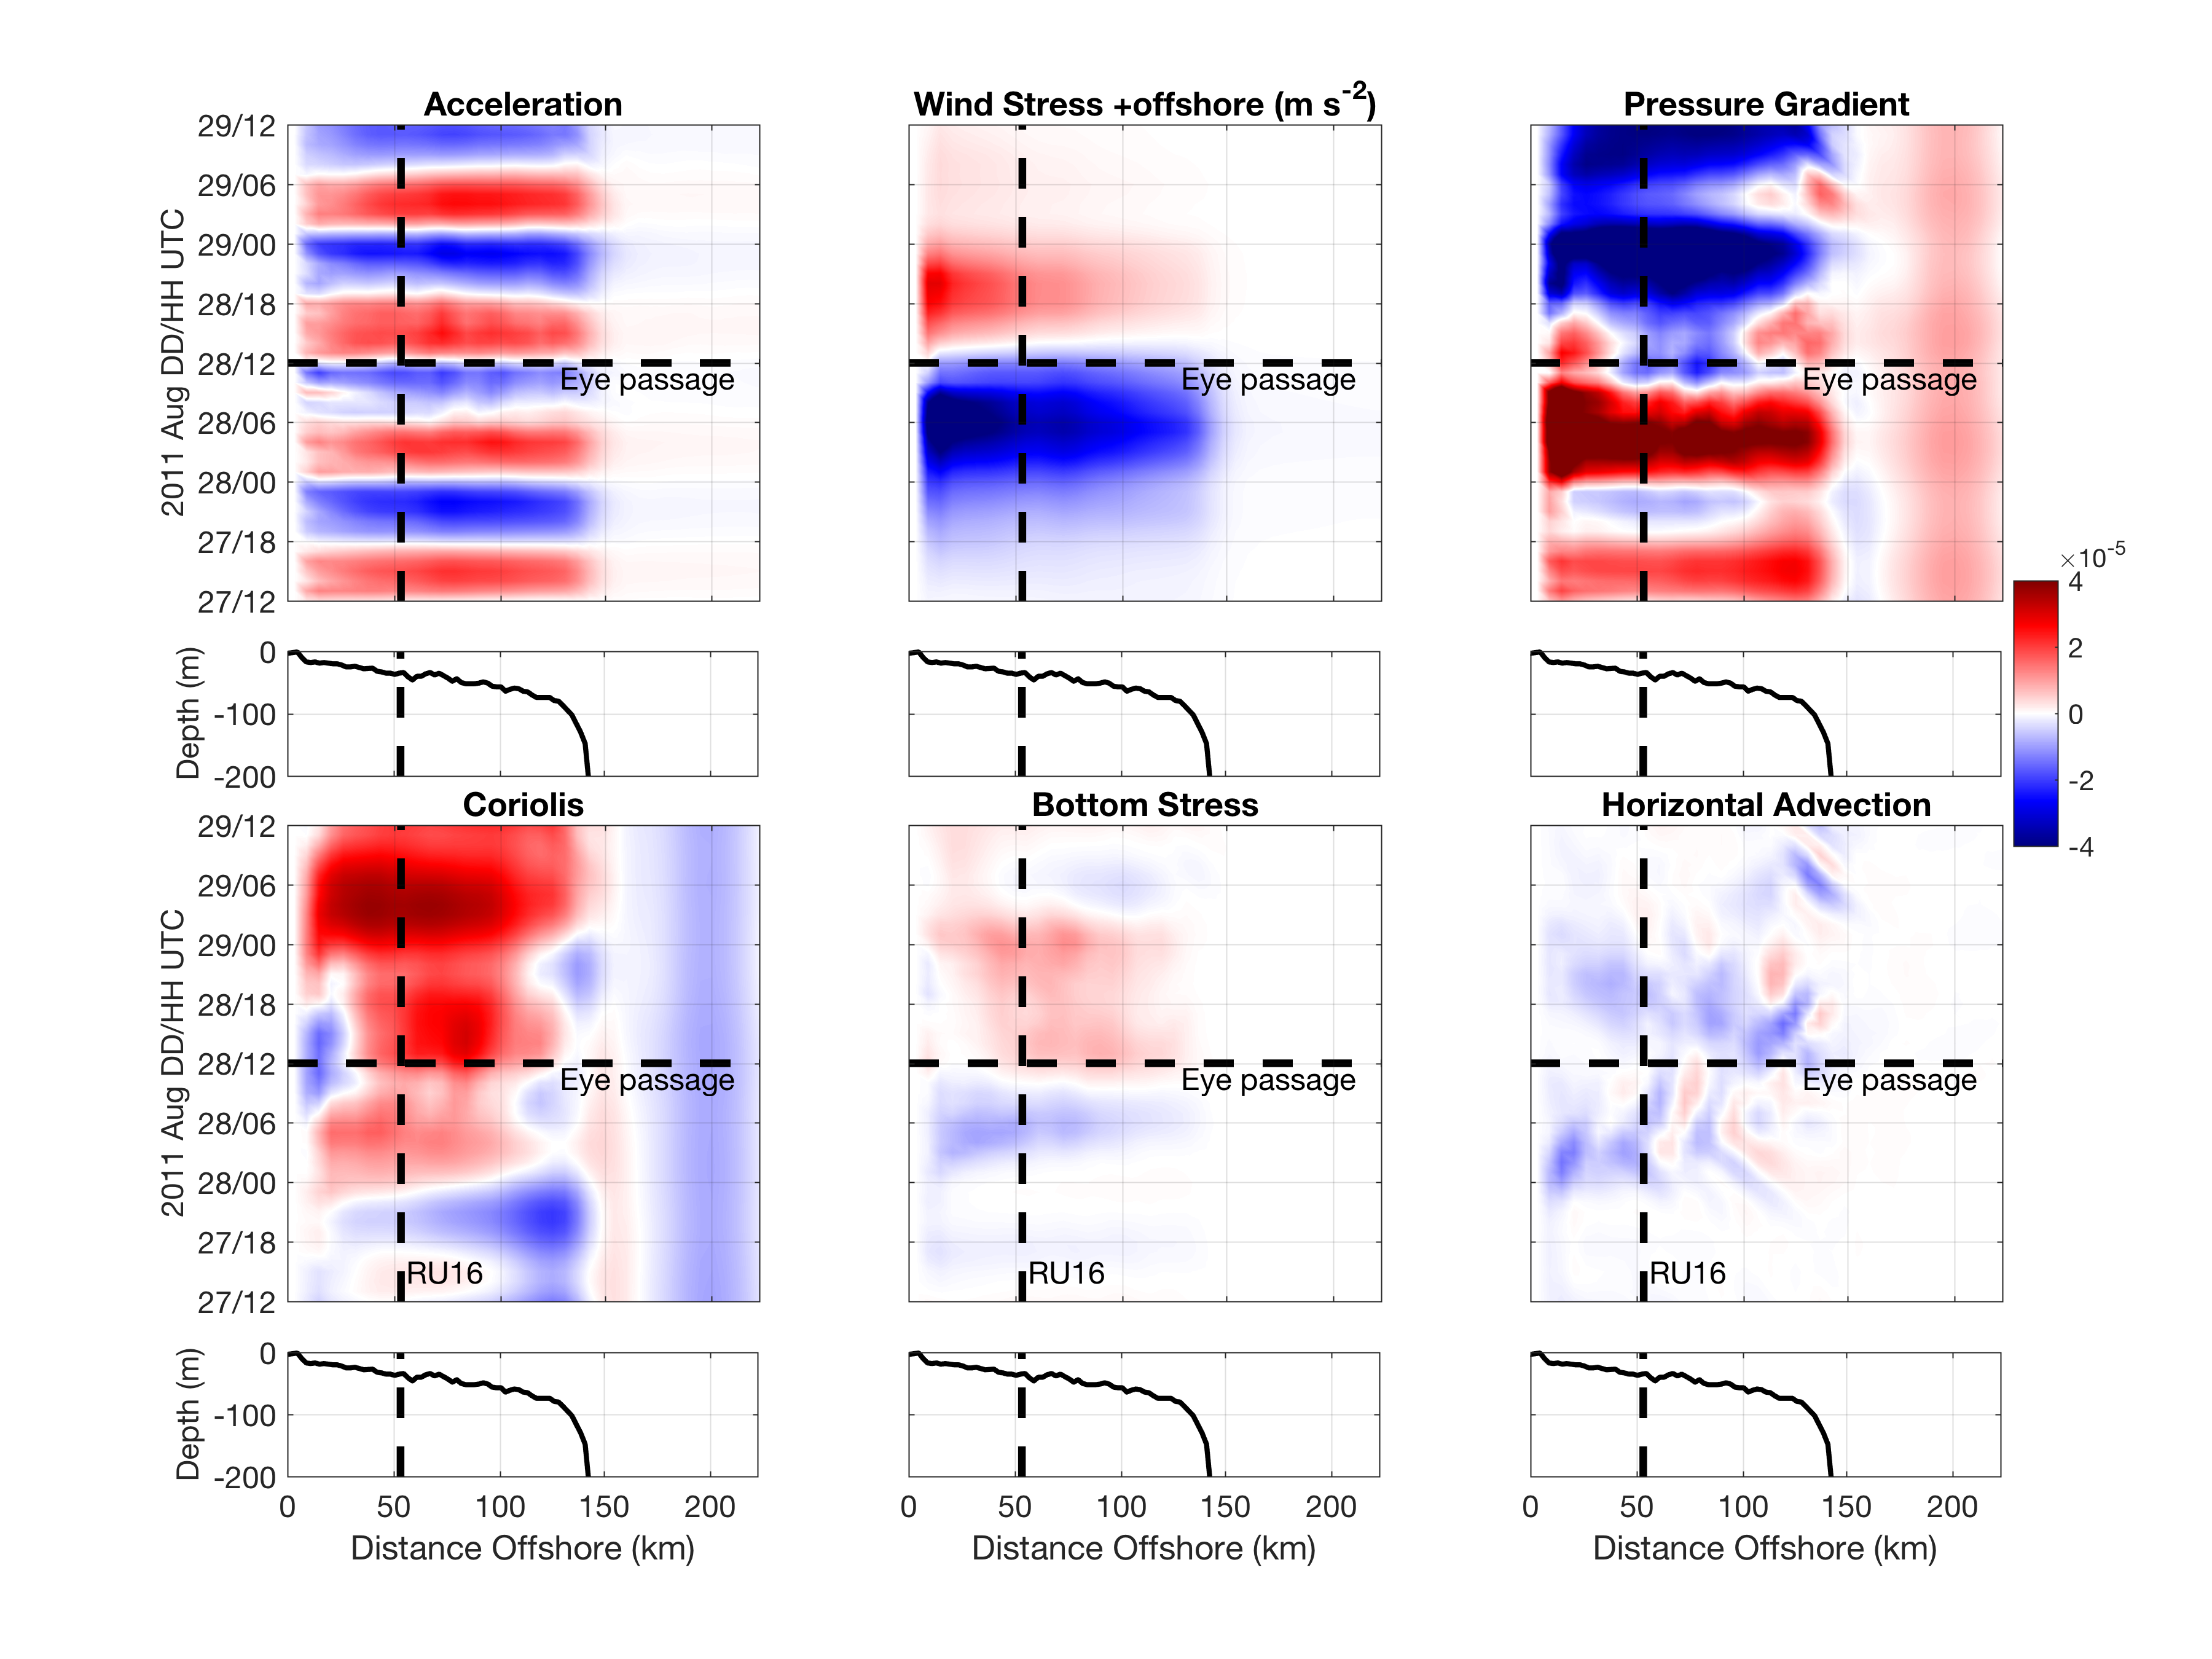 Acceleration
Wind Stress +offshore (m s-2)
Pressure Gradient
2011 Aug DD/HH UTC
29/12
29/06
29/00
28/18
28/12
28/06
28/00
27/18
27/12
Eye passage
Eye passage
Eye passage
×10-5
4
2
0
-2
-4
Depth (m)
0
-100
-200
Coriolis
Bottom Stress
Horizontal Advection
2011 Aug DD/HH UTC
29/12
29/06
29/00
28/18
28/12
28/06
28/00
27/18
27/12
Eye passage
Eye passage
Eye passage
RU16
RU16
RU16
Depth (m)
0
-100
-200
0 50 100 150 200
0 50 100 150 200
0 50 100 150 200
Distance Offshore (km)
Distance Offshore (km)
Distance Offshore (km)